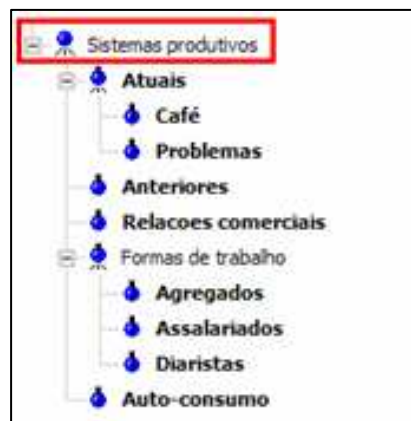 Sistemas produtivos
Atuais
Café
Problemas
Anteriores
Relacoes comerciais
Formas de trabalho
Agregados
Assalariados
Diaristas
Auto-consumo